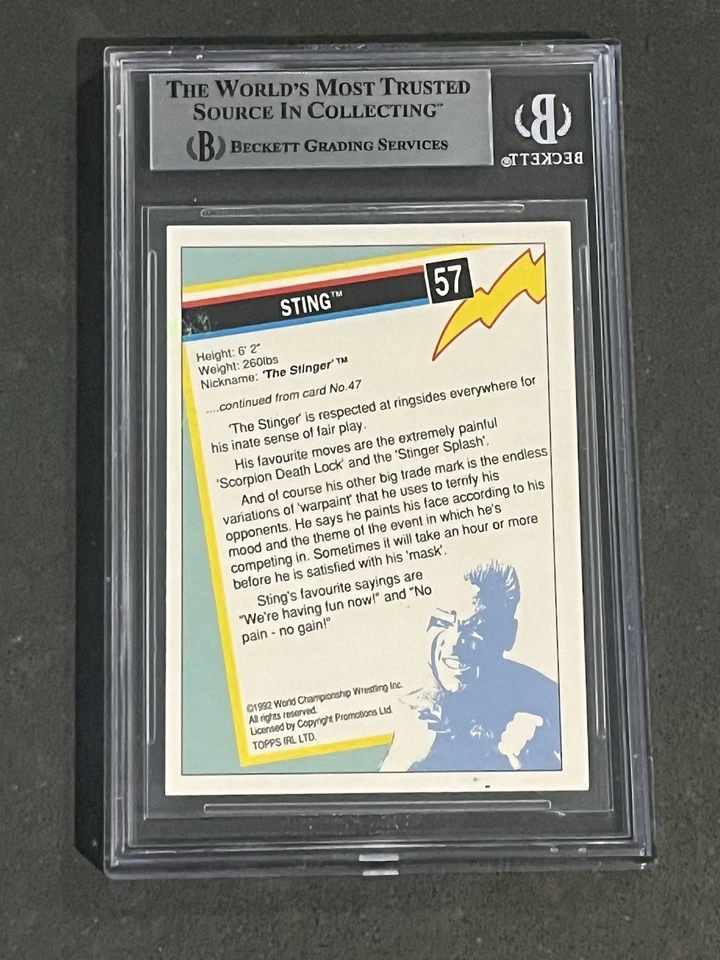 THE WORLD'S MOST TRUSTED
SOURCE IN COLLECTING™
B BECKETT GRADING SERVICES
B
BECKETT®
STING™
57
Height: 6' 2"
Weight: 260lbs
Nickname: 'The Stinger'™
....continued from card No.47
'The Stinger' is respected at ringsides everywhere for
his inate sense of fair play.
His favourite moves are the extremely painful
'Scorpion Death Lock' and the 'Stinger Splash'.
And of course his other big trade mark is the endless
variations of 'warpaint' that he uses to terrify his
opponents. He says he paints his face according to his
mood and the theme of the event in which he's
competing in. Sometimes it will take an hour or more
before he is satisfied with his 'mask'.
Sting's favourite sayings are
"We're having fun now!" and "No
pain - no gain!"
©1992 World Championship Wrestling Inc.
All rights reserved.
Licensed by Copyright Promotions Ltd.
TOPPS IRL LTD.